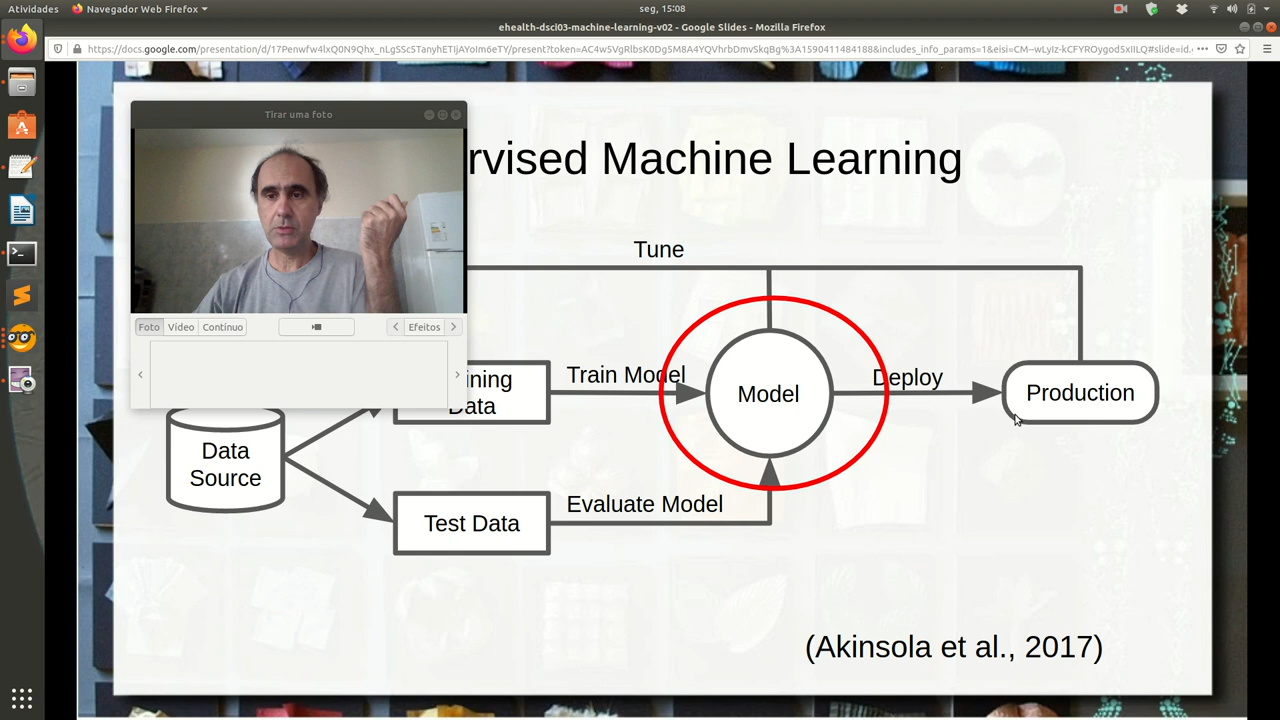 Atividades
Navegador Web Firefox
seg, 15:08
ehealth-dsci03-machine-learning-v02 - Google Slides - Mozilla Firefox
Tirar uma foto
rvised Machine Learning
Tune
Foto
Vídeo
Contínuo
Efeitos
ining
Data
Train Model
Model
Deploy
Production
Data
Source
Test Data
Evaluate Model
(Akinsola et al., 2017)